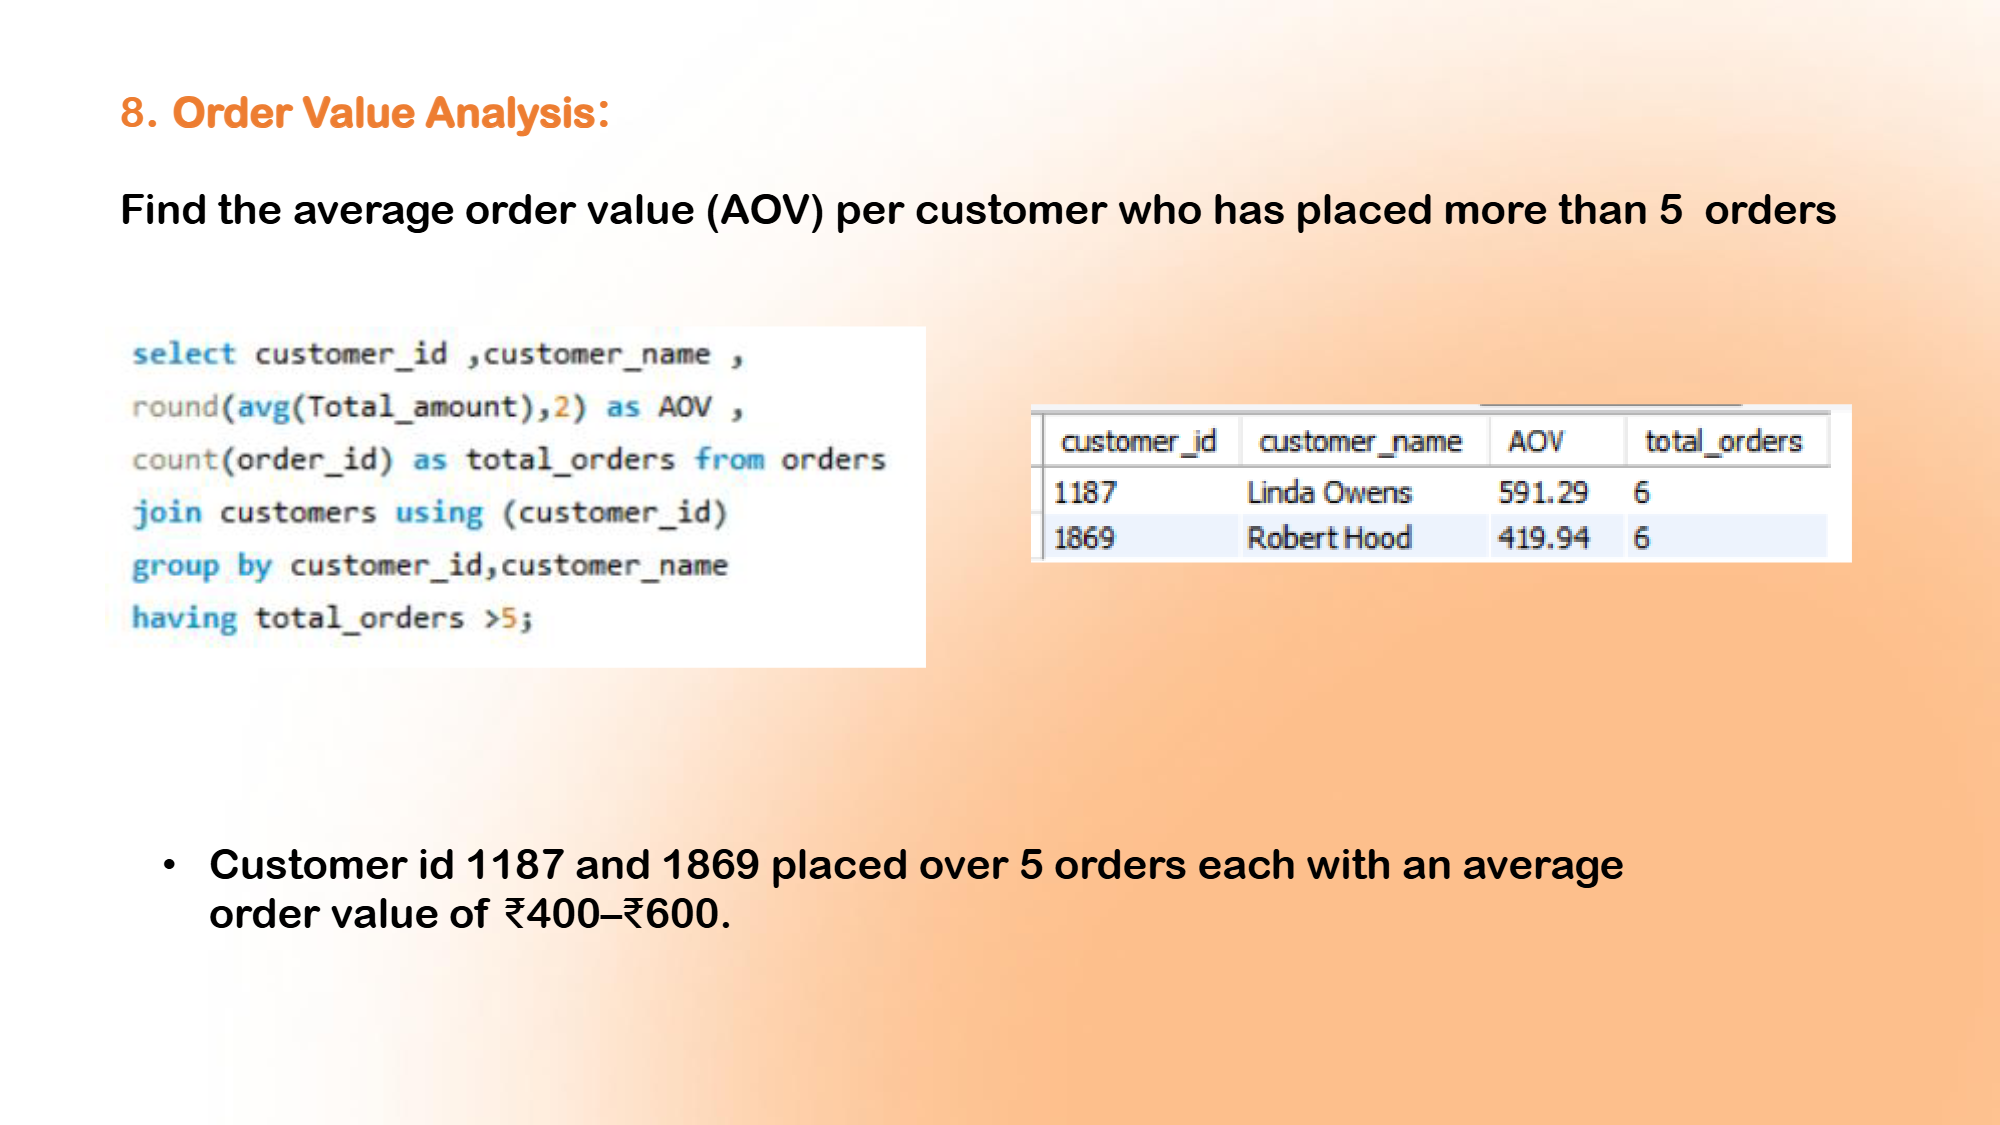 8. Order Value Analysis:
Find the average order value (AOV) per customer who has placed more than 5  orders
select customer_id ,customer_name ,
round(avg(Total_amount),2) as AOV ,
count(order_id) as total_orders from orders
join customers using (customer_id)
group by customer_id,customer_name
having total_orders >5;
customer_id customer_name AOV total_orders
1187 Linda Owens 591.29 6
1869 Robert Hood 419.94 6
• Customer id 1187 and 1869 placed over 5 orders each with an average
order value of ₹400–₹600.